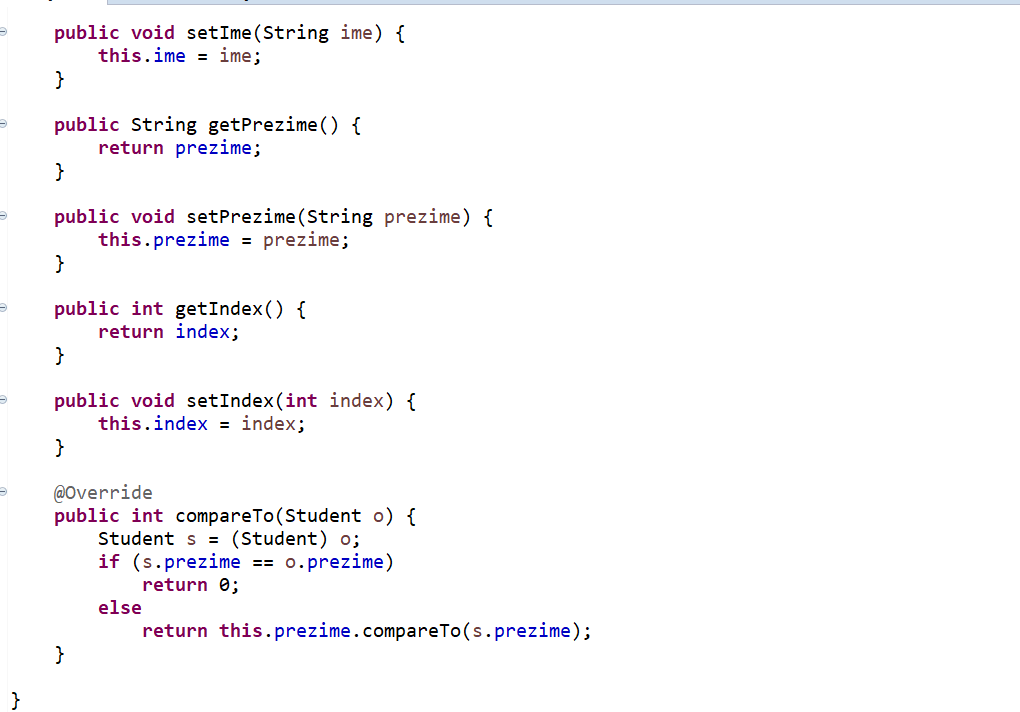 public void setIme(String ime) {
this.ime = ime;
}
public String getPrezime() {
return prezime;
}
public void setPrezime(String prezime) {
this.prezime = prezime;
}
public int getIndex() {
return index;
}
public void setIndex(int index) {
this.index = index;
}
@Override
public int compareTo(Student o) {
Student s = (Student) o;
if (s.prezime == o.prezime)
return 0;
else
return this.prezime.compareTo(s.prezime);
}
}